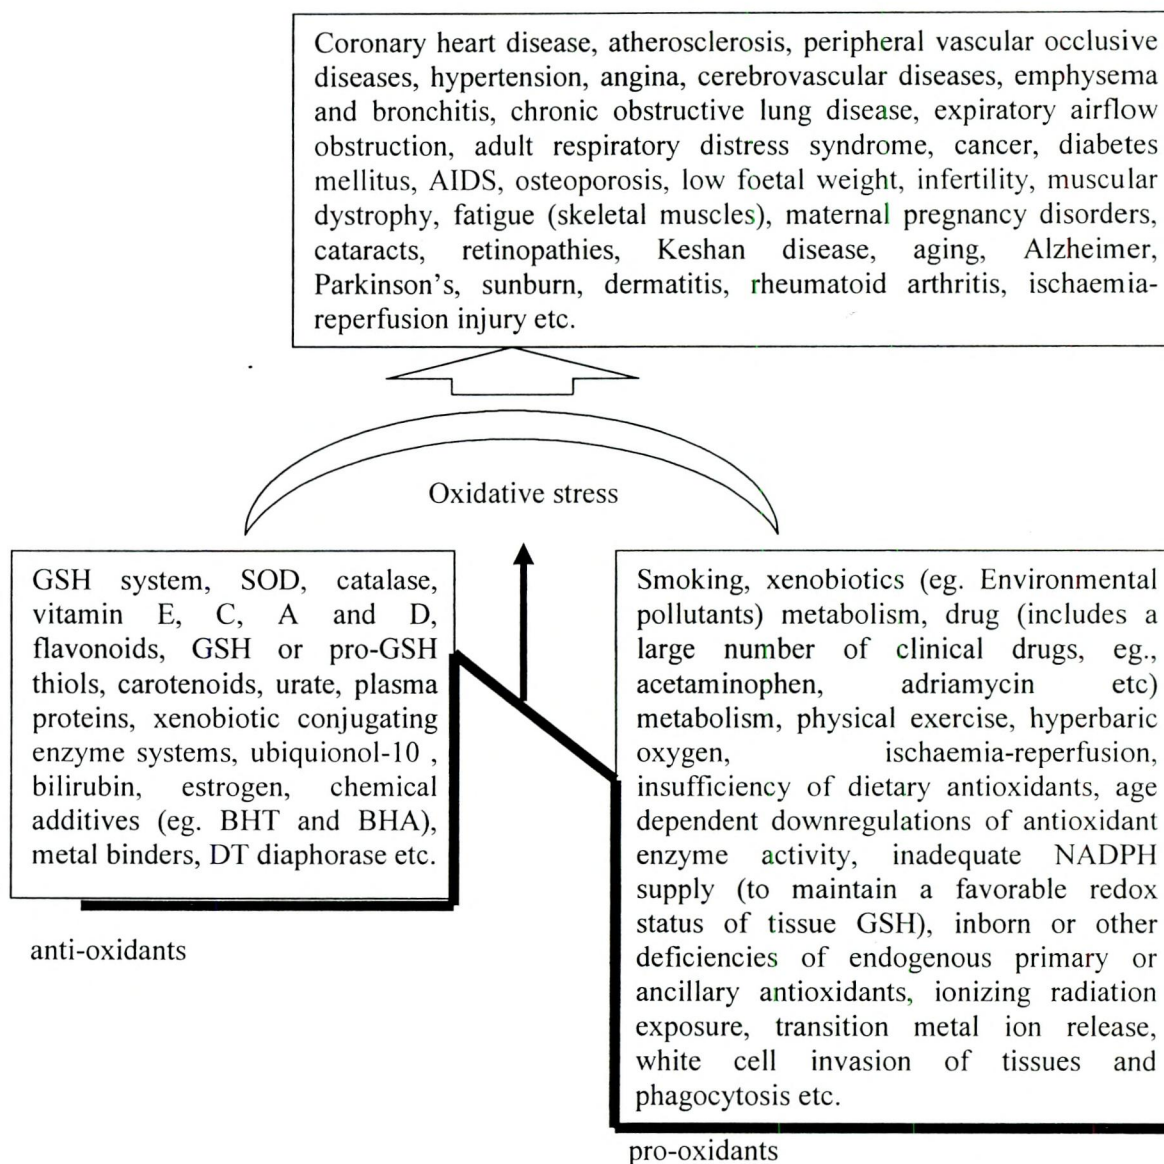 Coronary heart disease, atherosclerosis, peripheral vascular occlusive
diseases, hypertension, angina, cerebrovascular diseases, emphysema
and bronchitis, chronic obstructive lung disease, expiratory airflow
obstruction, adult respiratory distress syndrome, cancer, diabetes
mellitus, AIDS, osteoporosis, low foetal weight, infertility, muscular
dystrophy, fatigue (skeletal muscles), maternal pregnancy disorders,
cataracts, retinopathies, Keshan disease, aging, Alzheimer,
Parkinson's, sunburn, dermatitis, rheumatoid arthritis, ischaemia-
reperfusion injury etc.
Oxidative stress
GSH system, SOD, catalase,
vitamin E, C, A and D,
flavonoids, GSH or pro-GSH
thiols, carotenoids, urate, plasma
proteins, xenobiotic conjugating
enzyme systems, ubiquionol-10 ,
bilirubin, estrogen, chemical
additives (eg. BHT and BHA),
metal binders, DT diaphorase etc.
anti-oxidants
Smoking, xenobiotics (eg. Environmental
pollutants) metabolism, drug (includes a
large number of clinical drugs, eg.,
acetaminophen, adriamycin etc)
metabolism, physical exercise, hyperbaric
oxygen, ischaemia-reperfusion,
insufficiency of dietary antioxidants, age
dependent downregulations of antioxidant
enzyme activity, inadequate NADPH
supply (to maintain a favorable redox
status of tissue GSH), inborn or other
deficiencies of endogenous primary or
ancillary antioxidants, ionizing radiation
exposure, transition metal ion release,
white cell invasion of tissues and
phagocytosis etc.
pro-oxidants